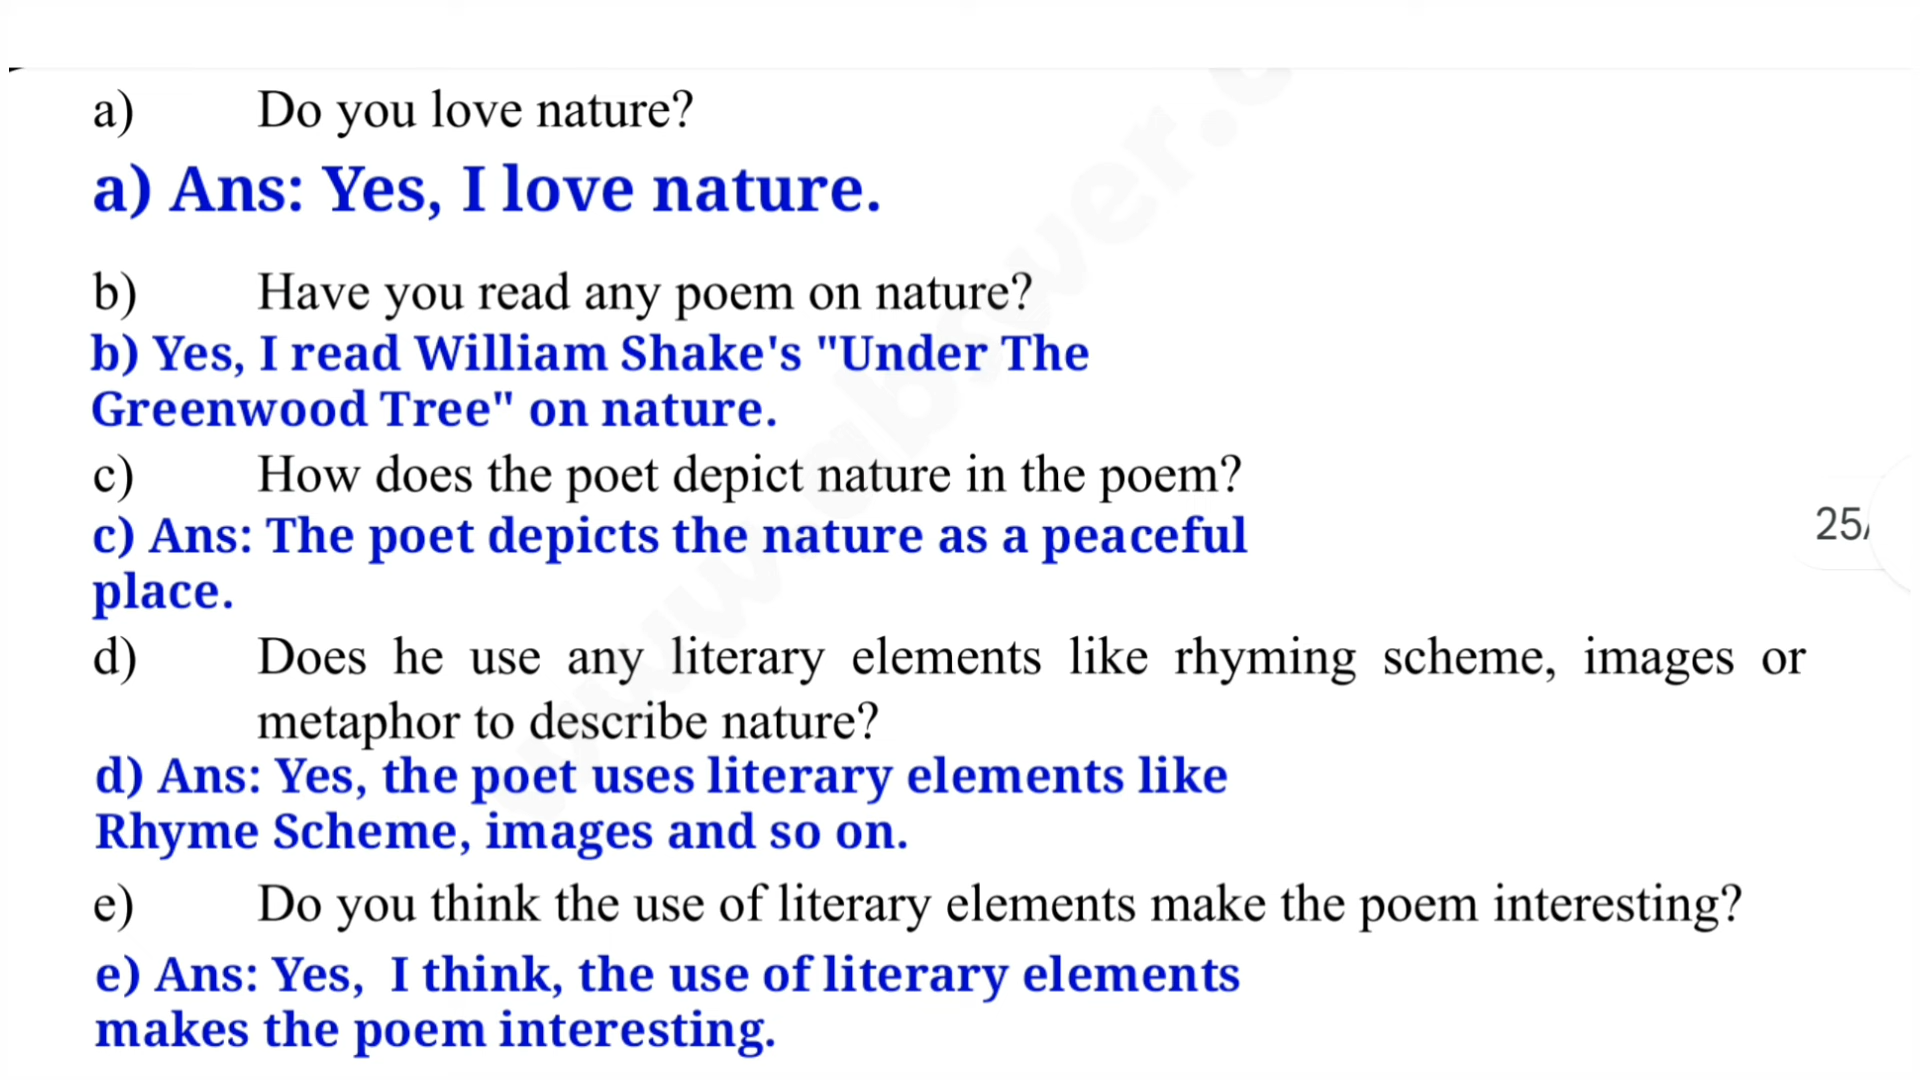 a) Do you love nature?
a) Ans: Yes, I love nature.
b) Have you read any poem on nature?
b) Yes, I read William Shake's "Under The
Greenwood Tree" on nature.
c) How does the poet depict nature in the poem?
c) Ans: The poet depicts the nature as a peaceful
place.
25/
d) Does he use any literary elements like rhyming scheme, images or
metaphor to describe nature?
d) Ans: Yes, the poet uses literary elements like
Rhyme Scheme, images and so on.
e) Do you think the use of literary elements make the poem interesting?
e) Ans: Yes, I think, the use of literary elements
makes the poem interesting.